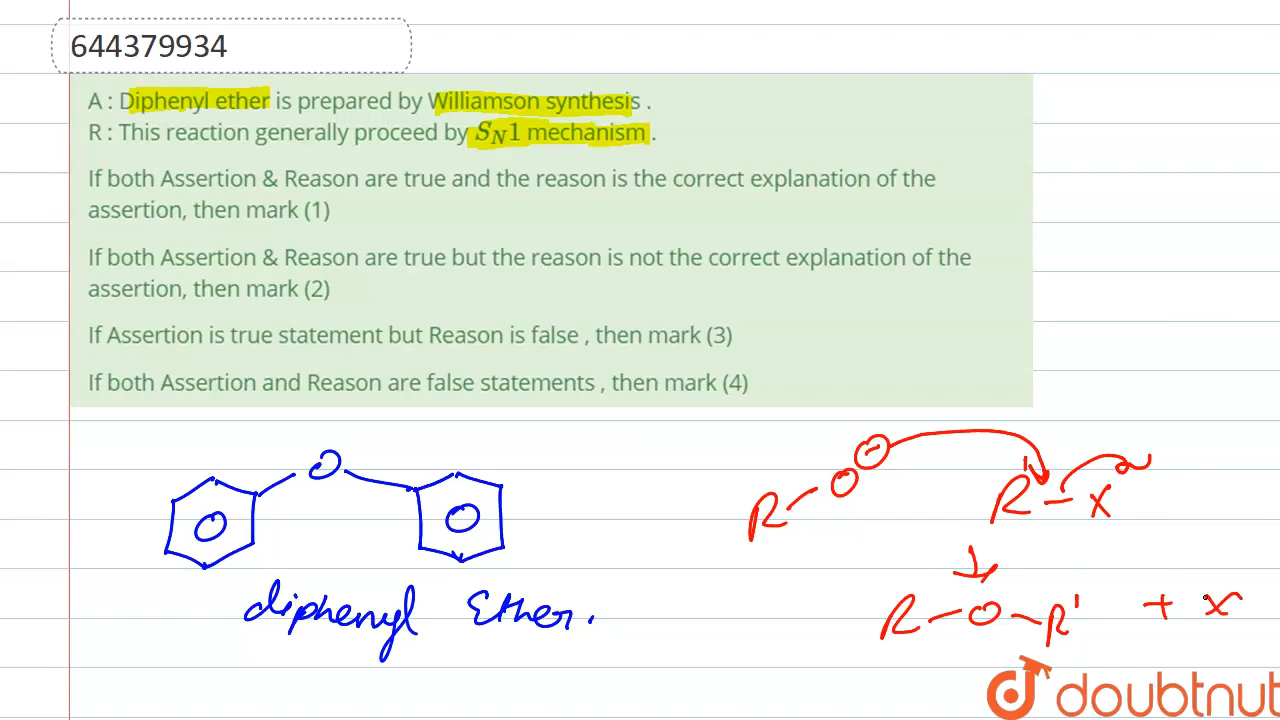 644379934
A : Diphenyl ether is prepared by Williamson synthesis .
R : This reaction generally proceed by S_N1 mechanism .
If both Assertion & Reason are true and the reason is the correct explanation of the
assertion, then mark (1)
If both Assertion & Reason are true but the reason is not the correct explanation of the
assertion, then mark (2)
If Assertion is true statement but Reason is false , then mark (3)
If both Assertion and Reason are false statements , then mark (4)
O
diphenyl Ether.
R-O⊖ R'-X
R-O-R' + X
doubtnut